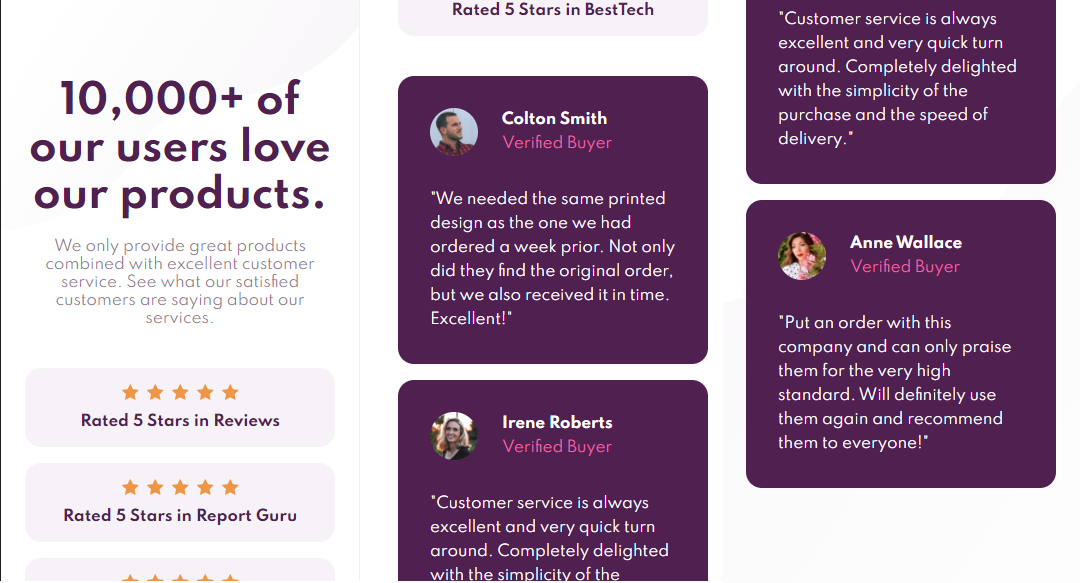 10,000+ of
our users love
our products.
We only provide great products
combined with excellent customer
service. See what our satisfied
customers are saying about our
services.
Rated 5 Stars in Reviews
Rated 5 Stars in Report Guru
Rated 5 Stars in BestTech
Colton Smith
Verified Buyer
"We needed the same printed
design as the one we had
ordered a week prior. Not only
did they find the original order,
but we also received it in time.
Excellent!"
Irene Roberts
Verified Buyer
"Customer service is always
excellent and very quick turn
around. Completely delighted
with the simplicity of the
"Customer service is always
excellent and very quick turn
around. Completely delighted
with the simplicity of the
purchase and the speed of
delivery."
Anne Wallace
Verified Buyer
"Put an order with this
company and can only praise
them for the very high
standard. Will definitely use
them again and recommend
them to everyone!"